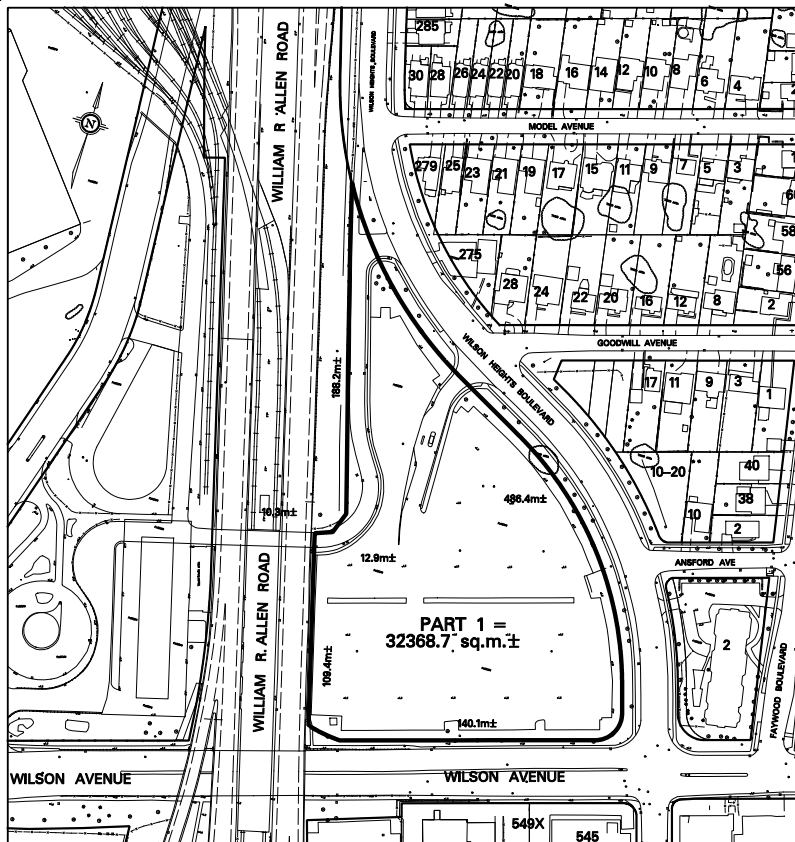 285
30 28 26 24 22 20 18 16 14 12 10 8 6 4
WILLIAM R. ALLEN ROAD
WILSON HEIGHTS BOULEVARD
N
MODEL AVENUE
279 25 23 21 19 17 15 11 9 7 5 3
58
275
56
28 24 22 20 16 12 8 2
GOODWILL AVENUE
WILSON HEIGHTS BOULEVARD
188.2m±
17 11 9 3 1
10-20 40
486.4m±
38
10.3m±
10 2
12.9m±
ANSFORD AVE
WILLIAM R. ALLEN ROAD
PART 1 =
32368.7 sq.m.±
2
109.4m±
FAYWOOD BOULEVARD
140.1m±
WILSON AVENUE WILSON AVENUE
549X
545